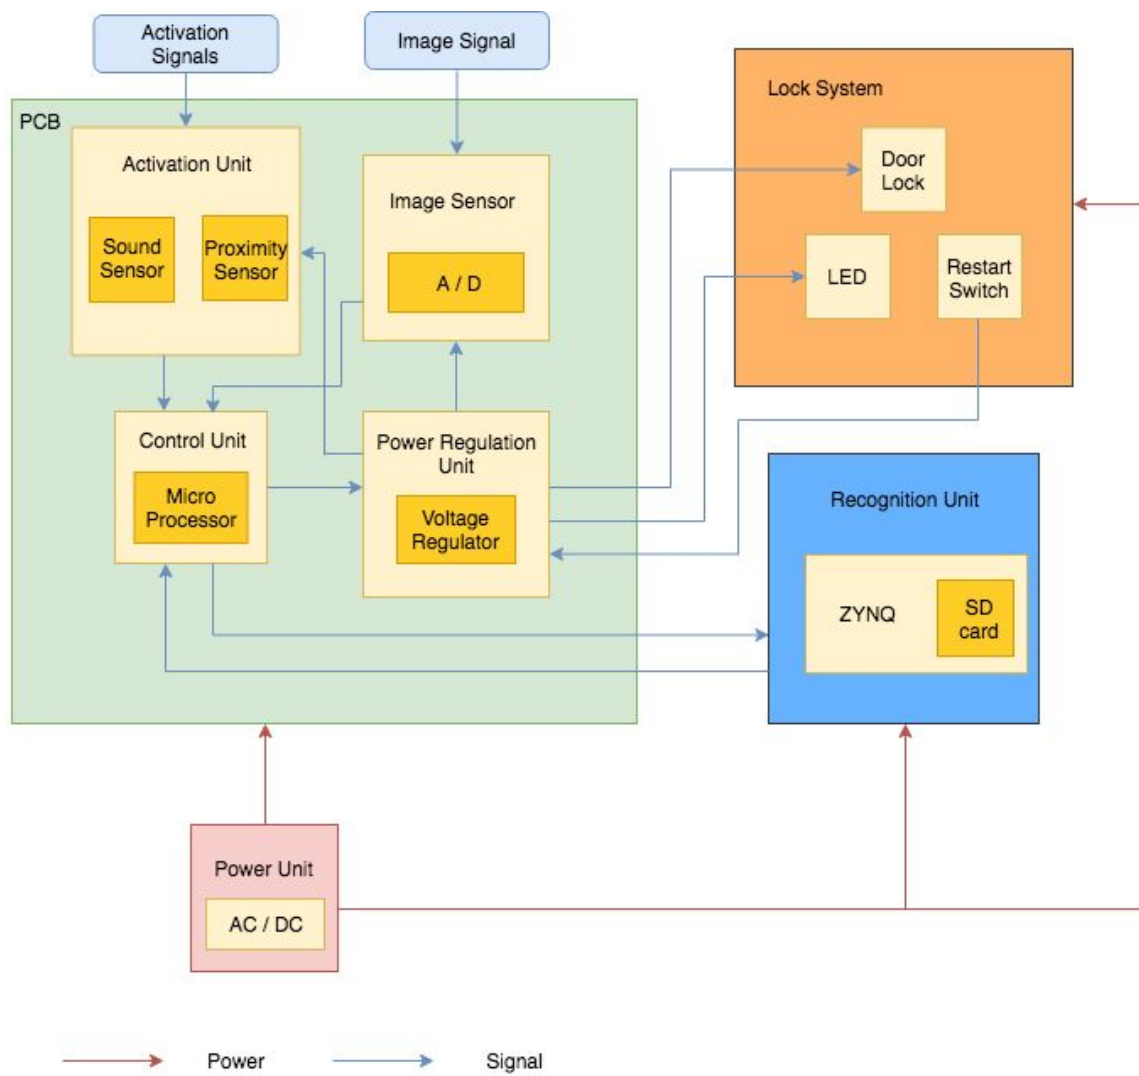 Activation
Signals
Image Signal
PCB
Activation Unit
Sound
Sensor
Proximity
Sensor
Image Sensor
A / D
Lock System
Door
Lock
LED
Restart
Switch
Control Unit
Micro
Processor
Power Regulation
Unit
Voltage
Regulator
Recognition Unit
ZYNQ
SD
card
Power Unit
AC / DC
Power
Signal